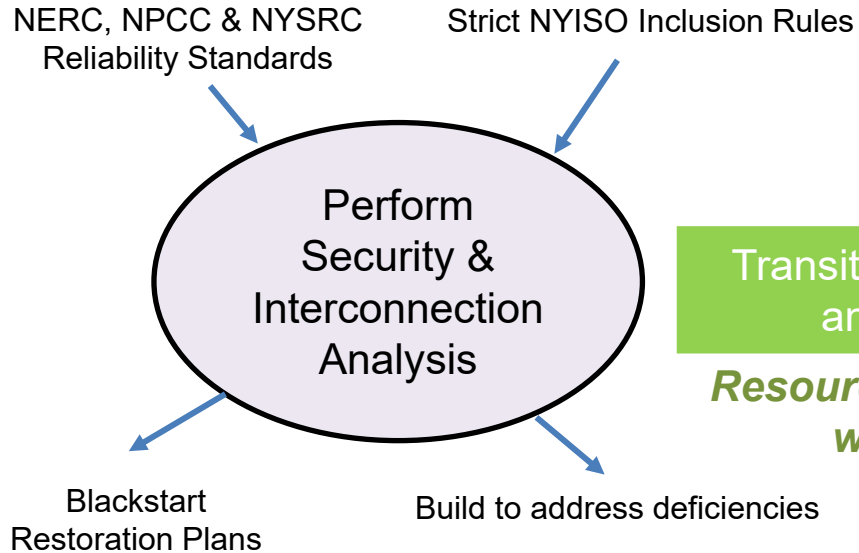 NERC, NPCC & NYSRC
Reliability Standards
Strict NYISO Inclusion Rules
Perform
Security &
Interconnection
Analysis
Blackstart
Restoration Plans
Build to address deficiencies